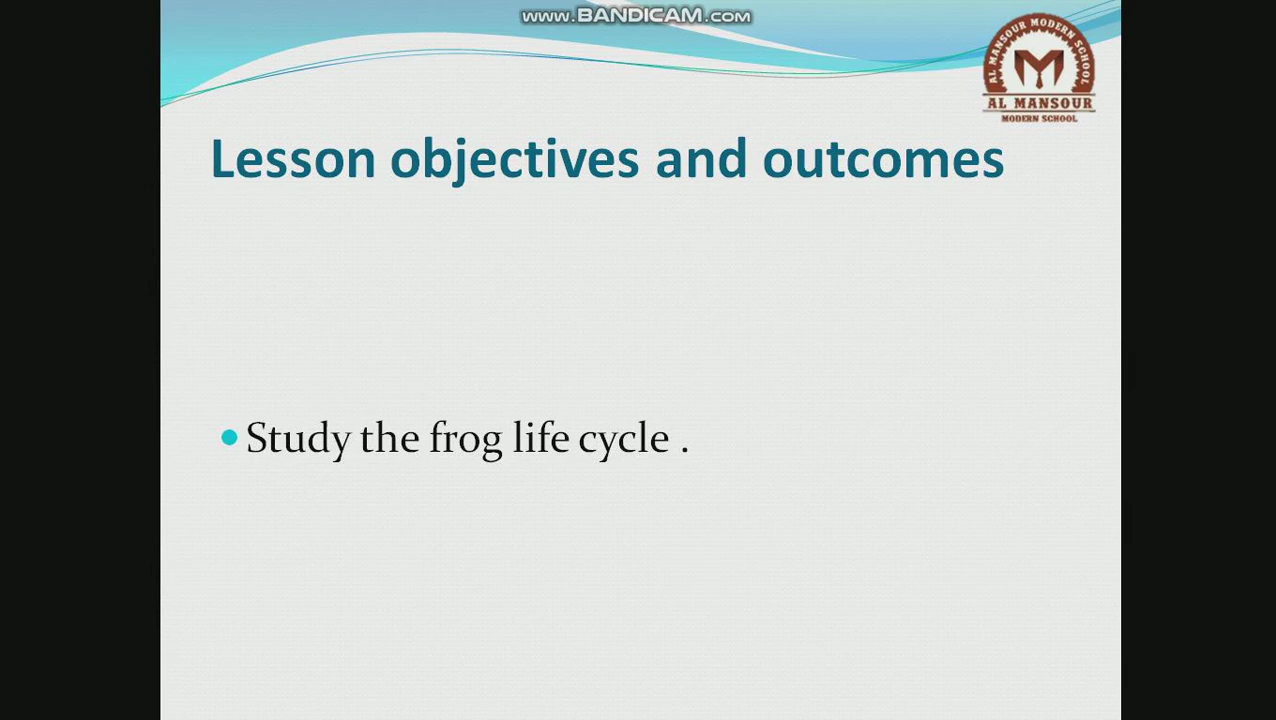 www.BANDICAM.com
AL MANSOUR MODERN SCHOOL
M
AL MANSOUR
MODERN SCHOOL
Lesson objectives and outcomes
Study the frog life cycle .